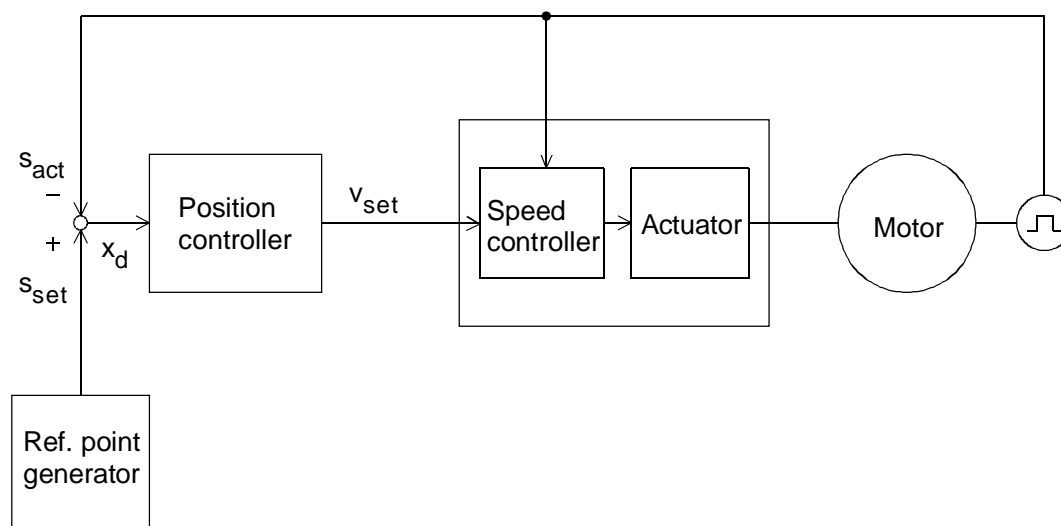 s_act
−
+
s_set
x_d
Position
controller
v_set
Speed
controller
Actuator
Motor
Ref. point
generator